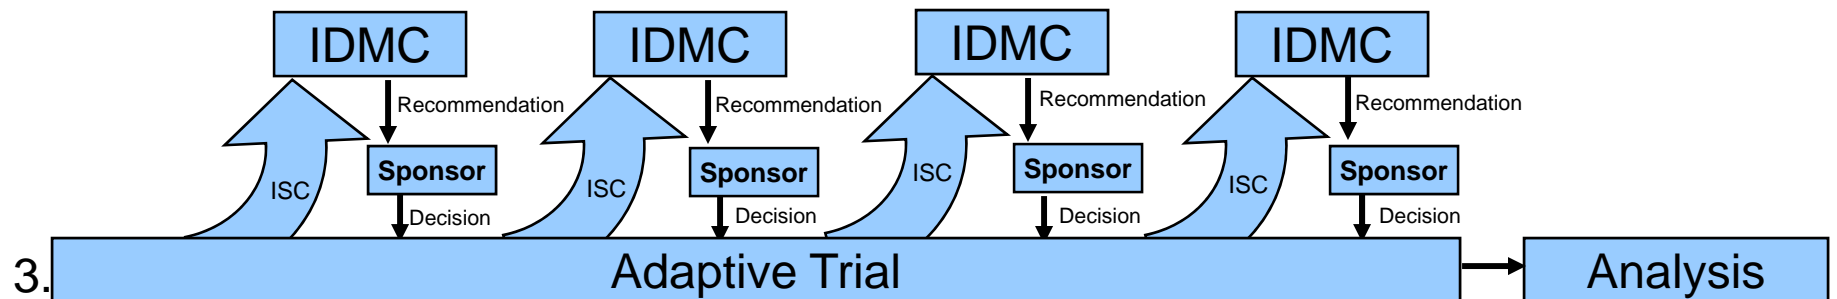 IDMC IDMC IDMC IDMC
Recommendation Recommendation Recommendation Recommendation
ISC Sponsor ISC Sponsor ISC Sponsor ISC Sponsor
Decision Decision Decision Decision
3. Adaptive Trial Analysis